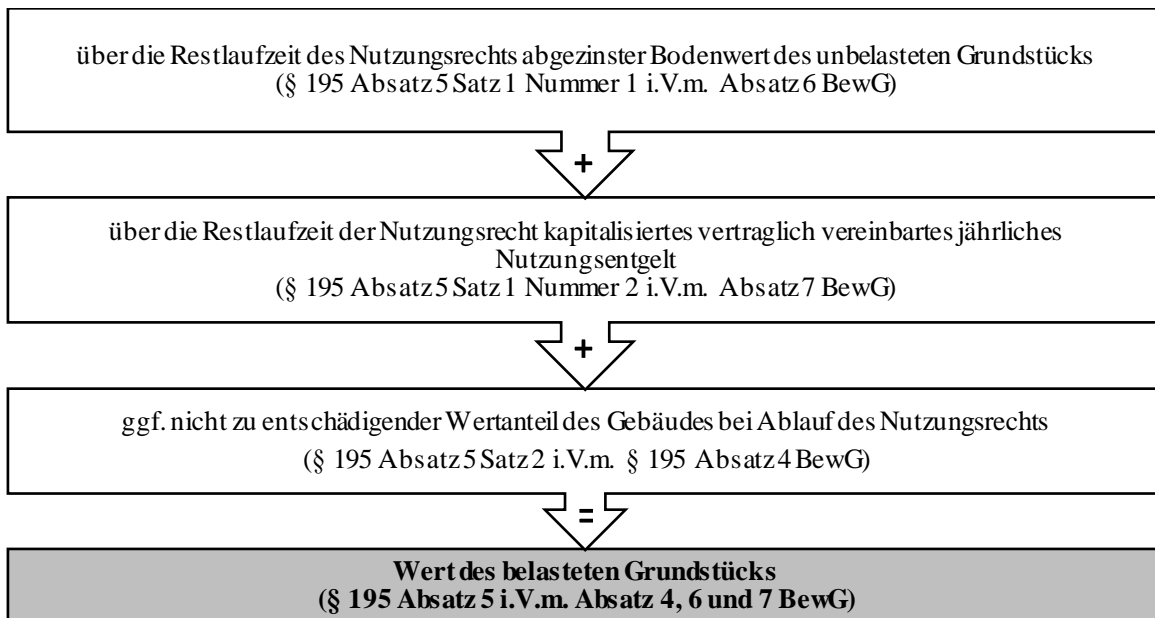 über die Restlaufzeit des Nutzungsrechts abgezinster Bodenwert des unbelasteten Grundstücks
(§ 195 Absatz 5 Satz 1 Nummer 1 i.V.m. Absatz 6 BewG)
+
über die Restlaufzeit der Nutzungsrecht kapitalisiertes vertraglich vereinbartes jährliches
Nutzungsentgelt
(§ 195 Absatz 5 Satz 1 Nummer 2 i.V.m. Absatz 7 BewG)
+
ggf. nicht zu entschädigender Wertanteil des Gebäudes bei Ablauf des Nutzungsrechts
(§ 195 Absatz 5 Satz 2 i.V.m. § 195 Absatz 4 BewG)
=
Wert des belasteten Grundstücks
(§ 195 Absatz 5 i.V.m. Absatz 4, 6 und 7 BewG)